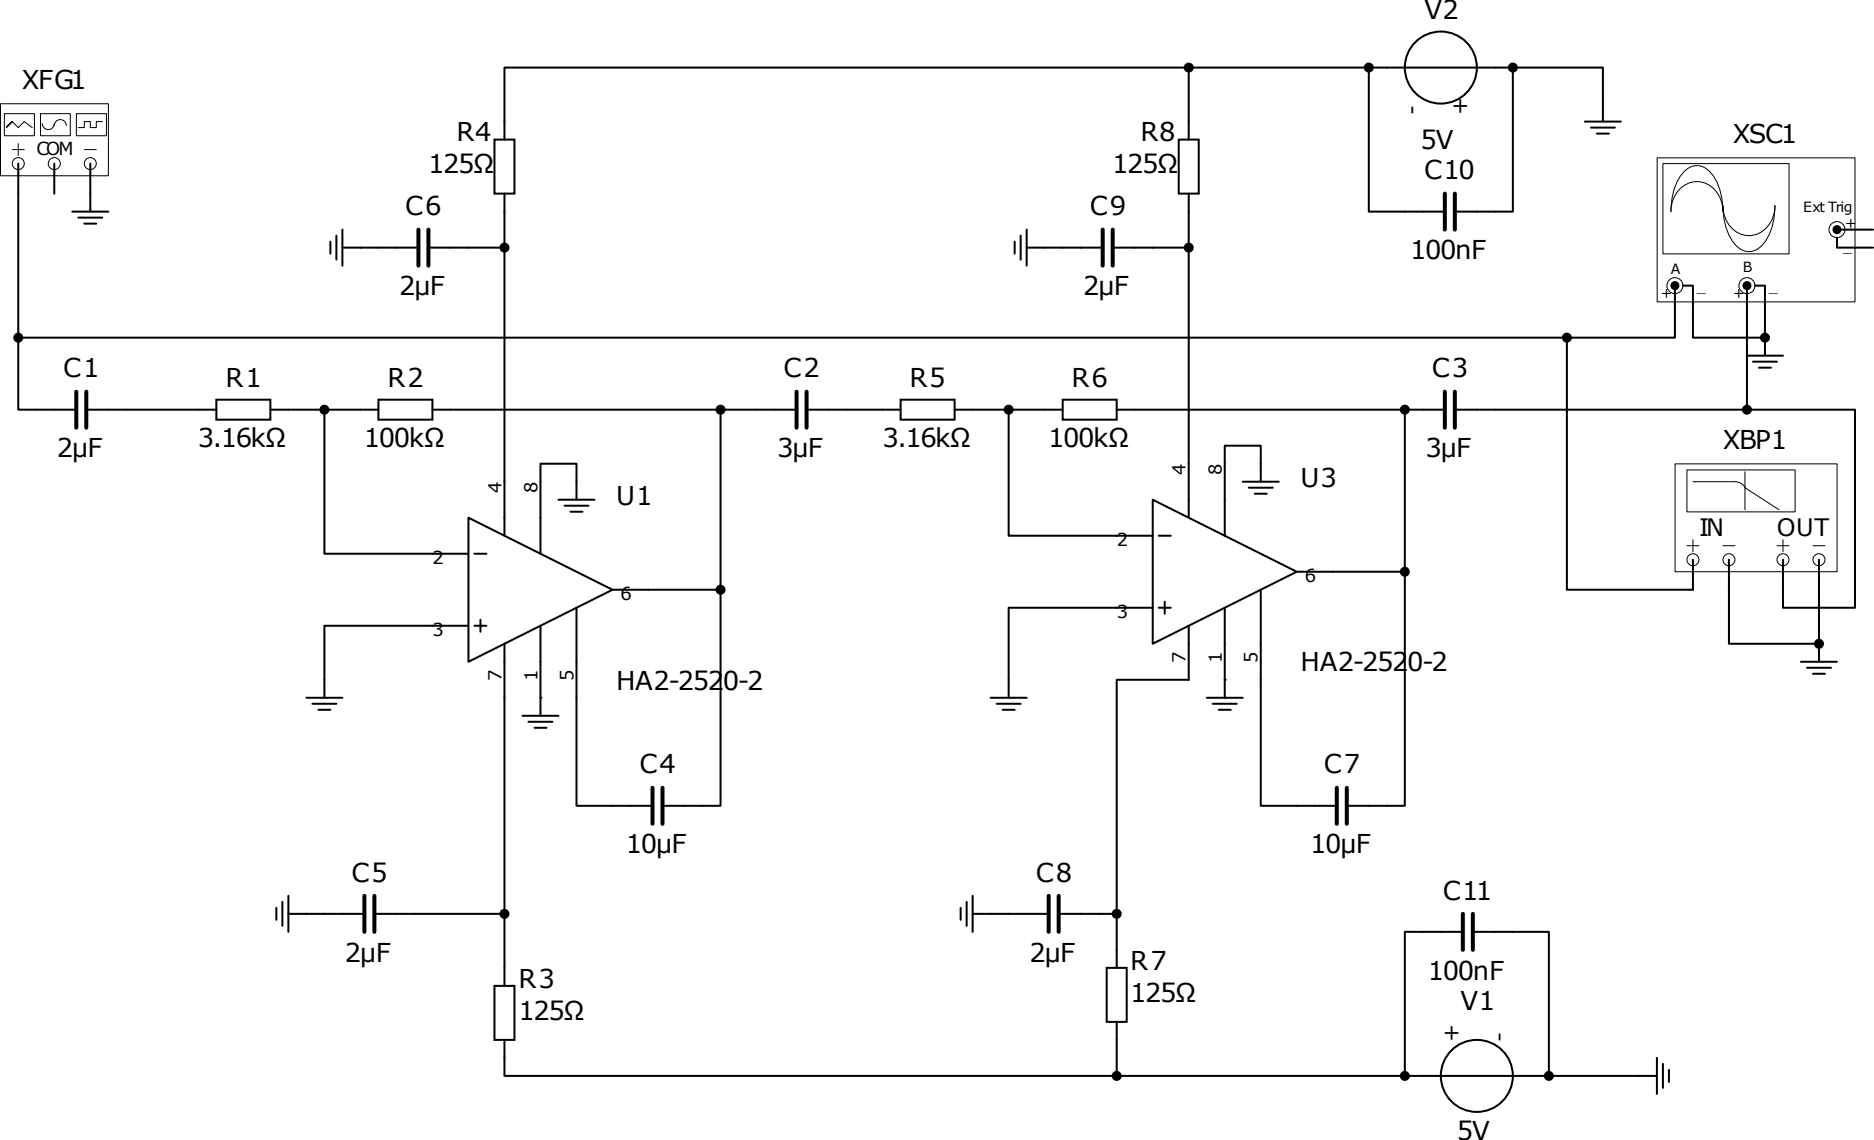 V2
XFG1
+ COM −
R4
125Ω
R8
125Ω
- +
5V
C10
100nF
XSC1
Ext Trig
+
−
A B
+ − + −
C6
2µF
C9
2µF
C1
2µF
R1
3.16kΩ
R2
100kΩ
C2
3µF
R5
3.16kΩ
R6
100kΩ
C3
3µF
XBP1
IN OUT
+ − + −
4 8
U1
2 −
3 +
6
7 1 5
HA2-2520-2
4 8
U3
2 −
3 +
6
7 1 5
HA2-2520-2
C4
10µF
C7
10µF
C5
2µF
C8
2µF
R3
125Ω
R7
125Ω
C11
100nF
V1
+ -
5V